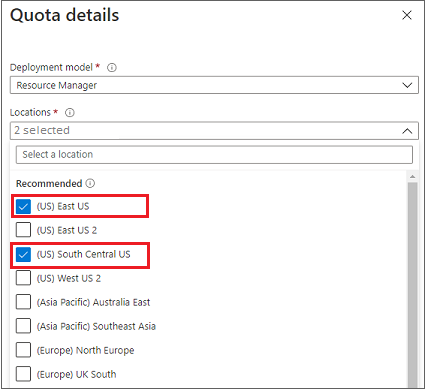 Quota details
Deployment model *
Resource Manager
Locations *
2 selected
Select a location
Recommended
(US) East US
(US) East US 2
(US) South Central US
(US) West US 2
(Asia Pacific) Australia East
(Asia Pacific) Southeast Asia
(Europe) North Europe
(Europe) UK South